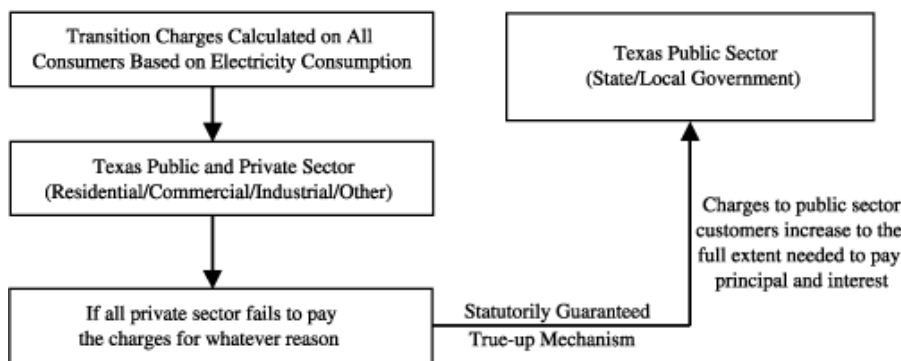 Transition Charges Calculated on All
Consumers Based on Electricity Consumption
Texas Public and Private Sector
(Residential/Commercial/Industrial/Other)
If all private sector fails to pay
the charges for whatever reason
Statutorily Guaranteed
True-up Mechanism
Charges to public sector
customers increase to the
full extent needed to pay
principal and interest
Texas Public Sector
(State/Local Government)